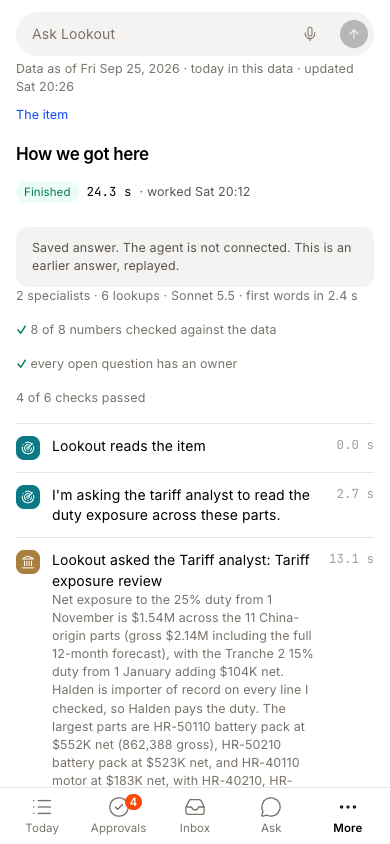 Ask Lookout
Data as of Fri Sep 25, 2026 · today in this data · updated
Sat 20:26
The item
How we got here
Finished 24.3 s · worked Sat 20:12
Saved answer. The agent is not connected. This is an
earlier answer, replayed.
2 specialists · 6 lookups · Sonnet 5.5 · first words in 2.4 s
8 of 8 numbers checked against the data
every open question has an owner
4 of 6 checks passed
Lookout reads the item 0.0 s
I'm asking the tariff analyst to read the 2.7 s
duty exposure across these parts.
Lookout asked the Tariff analyst: Tariff 13.1 s
exposure review
Net exposure to the 25% duty from 1
November is $1.54M across the 11 China-
origin parts (gross $2.14M including the full
12-month forecast), with the Tranche 2 15%
duty from 1 January adding $104K net.
Halden is importer of record on every line I
checked, so Halden pays the duty. The
largest parts are HR-50110 battery pack at
$552K net (862,388 gross), HR-50210
battery pack at $523K net, and HR-40110
motor at $183K net, with HR-40210, HR-
Today
Approvals 4
Inbox
Ask
More